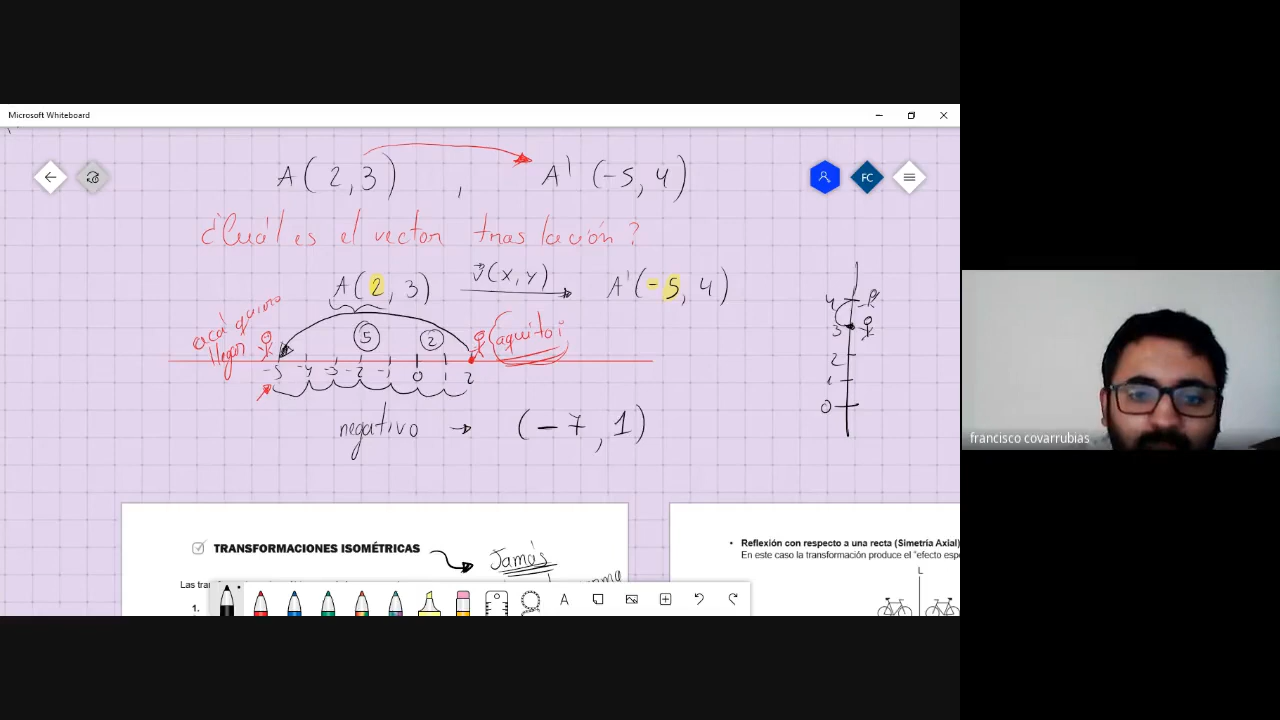 Microsoft Whiteboard
A(2,3) , A'(-5,4)
FC
¿Cuál es el vector traslación?
A(2,3) v⃗(x,y) A'(-5,4)
acá quiero
llegar
5 2 aquitoi
-5 -4 -3 -2 -1 0 1 2
4
3
2
1
0
negativo → (-7,1)
francisco covarrubias
TRANSFORMACIONES ISOMÉTRICAS
Jamás
Las
1.
• Reflexión con respecto a una recta (Simetría Axial)
En este caso la transformación produce el "efecto
L
A